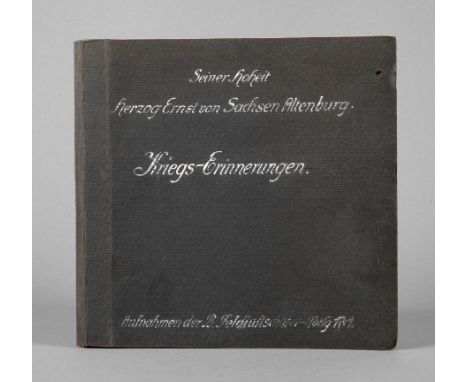 Seiner Hoheit
Herzog Ernst von Sachsen Altenburg.
Kriegs-Erinnerungen.
Aufnahmen der